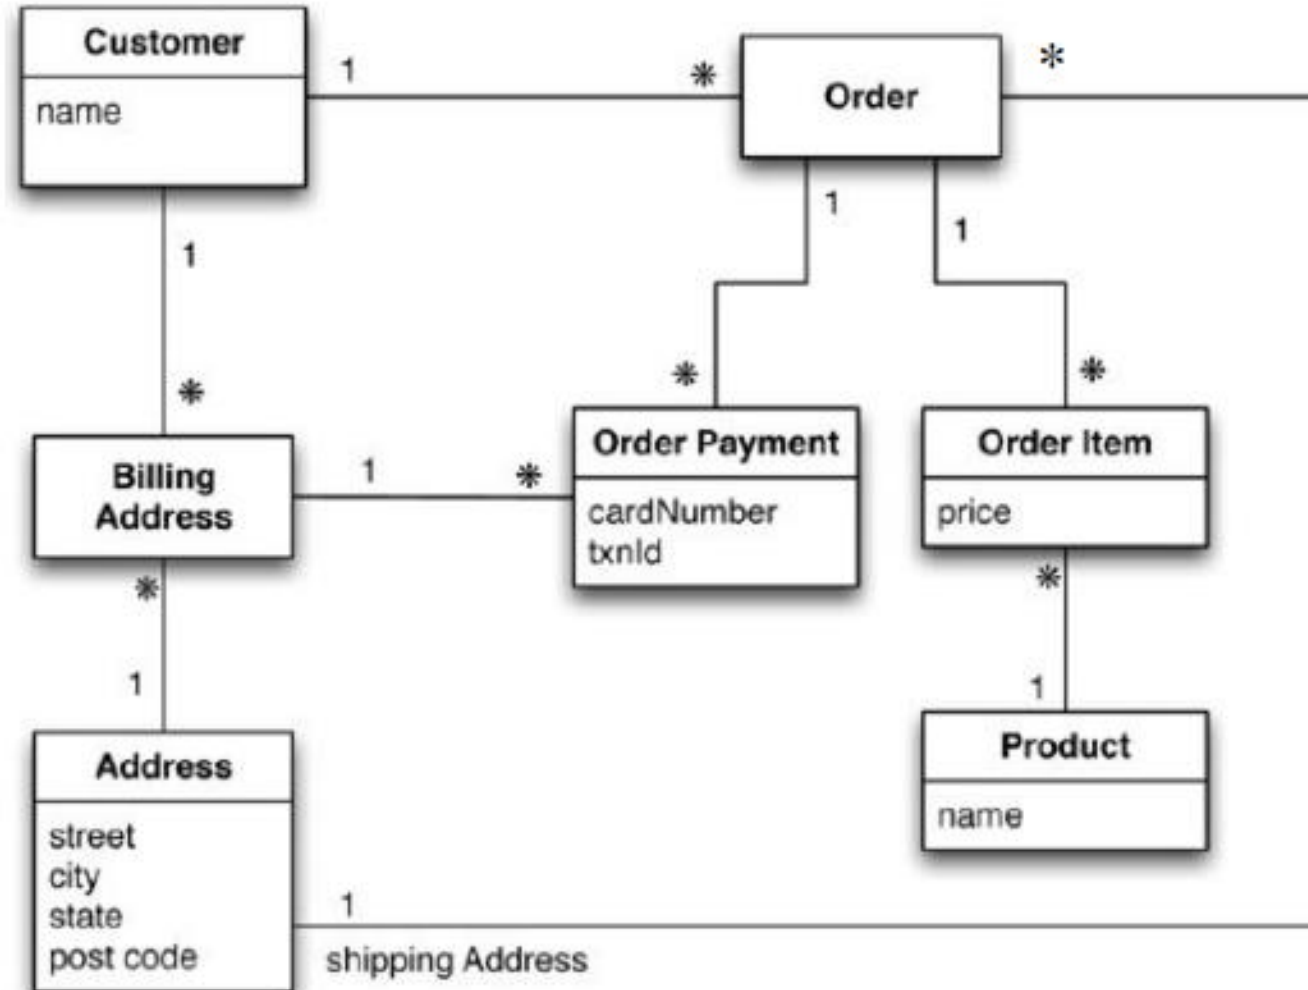 Customer
name
1
*
Order
*
1
*
1
*
1
*
Billing
Address
1
*
Order Payment
cardNumber
txnId
Order Item
price
*
1
*
1
Product
name
Address
street
city
state
post code
1
shipping Address